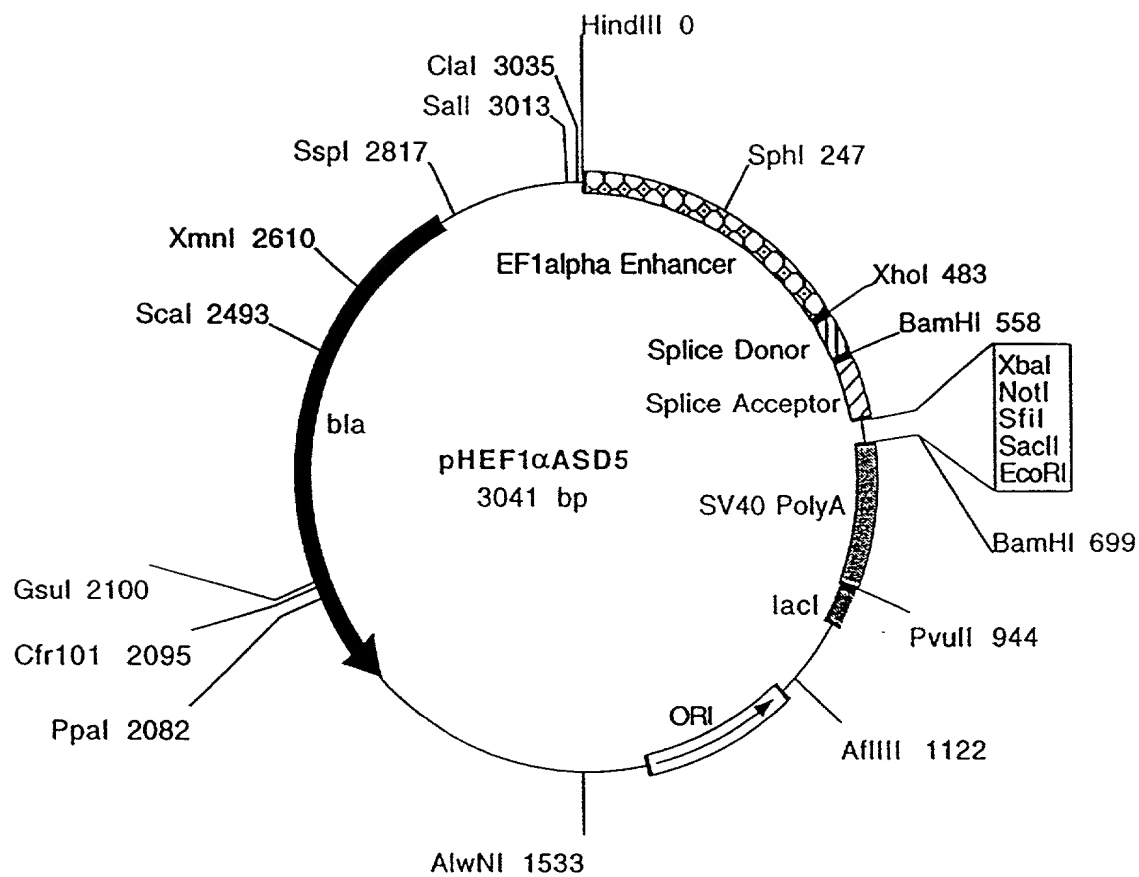 HindIII 0
ClaI 3035
SalI 3013
SspI 2817
SphI 247
XmnI 2610
EF1alpha Enhancer
XhoI 483
ScaI 2493
BamHI 558
Splice Donor
XbaI
NotI
SfiI
SacII
EcoRI
Splice Acceptor
bla
pHEF1αASD5
3041 bp
SV40 PolyA
BamHI 699
GsuI 2100
lacI
PvuII 944
Cfr101 2095
PpaI 2082
ORI
AflIII 1122
AlwNI 1533